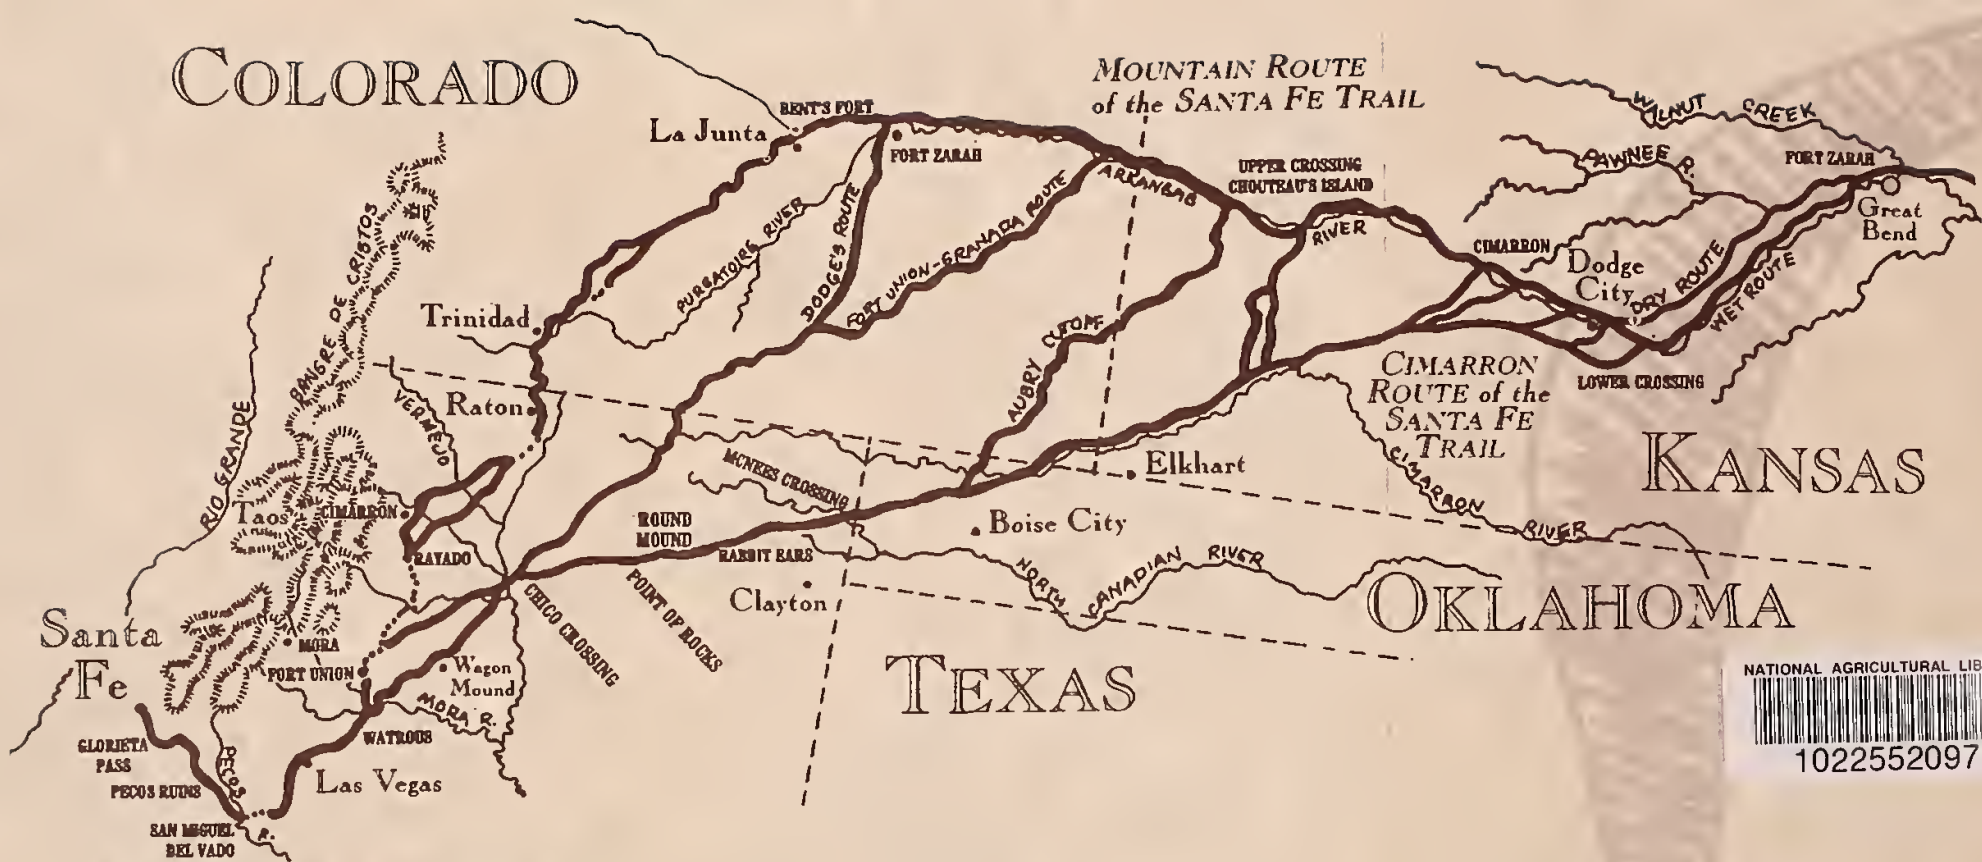 COLORADO
MOUNTAIN ROUTE
of the SANTA FE TRAIL
BENT'S FORT
La Junta
FORT ZARAH
WALNUT CREEK
PAWNEE R.
FORT ZARAH
Great
Bend
UPPER CROSSING
CHOUTEAU'S ISLAND
ARKANSAS
RIVER
CIMARRON
Dodge
City
DRY ROUTE
WET ROUTE
LOWER CROSSING
SANGRE DE CRISTOS
PURGATOIRE RIVER
DODGE'S ROUTE
FORT UNION-GRANADA ROUTE
Trinidad
AUBRY CUTOFF
CIMARRON
ROUTE of the
SANTA FE
TRAIL
Raton
VERMEJO
RIO GRANDE
Taos
CIMARRON
RAYADO
MCNEES CROSSING
Elkhart
CIMARRON RIVER
KANSAS
ROUND
MOUND
RABBIT EARS
Boise City
POINT OF ROCKS
CHICO CROSSING
Clayton
NORTH CANADIAN RIVER
OKLAHOMA
Santa
Fe
MORA
FORT UNION
Wagon
Mound
MORA R.
TEXAS
WATROUS
Las Vegas
GLORIETA
PASS
PECOS RUINS
PECOS R.
SAN MIGUEL
DEL VADO
NATIONAL AGRICULTURAL LIB
1022552097